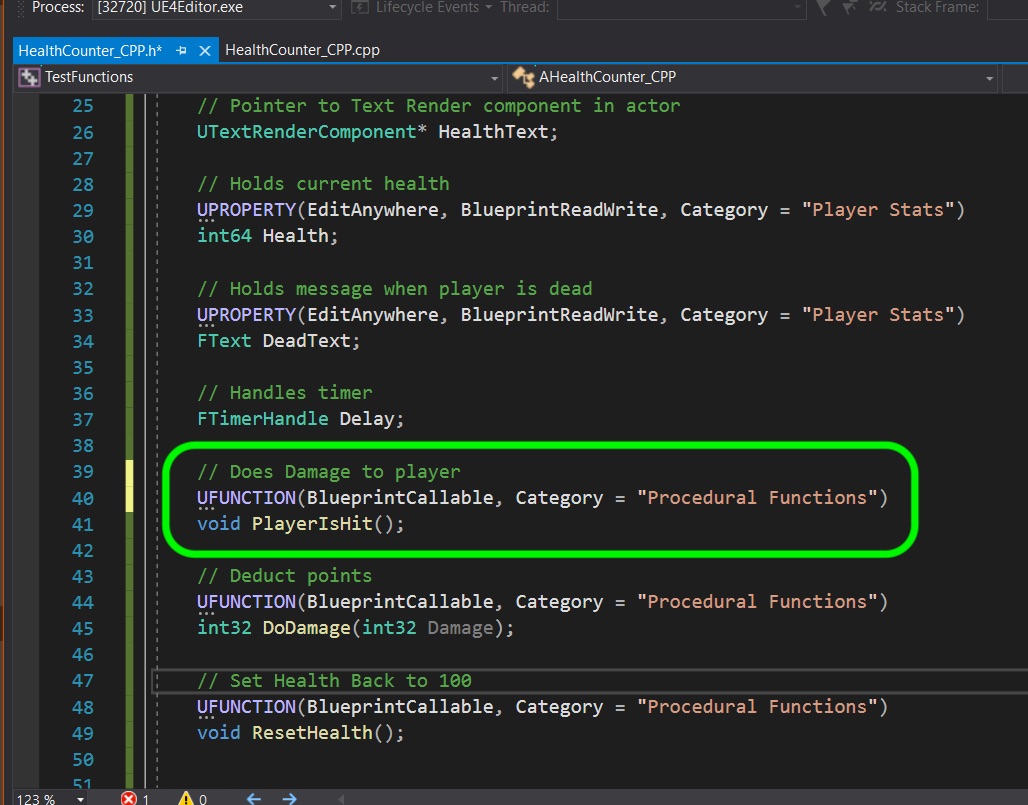 Process: [32720] UE4Editor.exe Lifecycle Events Thread: Stack Frame:
HealthCounter_CPP.h* HealthCounter_CPP.cpp
TestFunctions AHealthCounter_CPP
25 // Pointer to Text Render component in actor
26 UTextRenderComponent* HealthText;
27
28 // Holds current health
29 UPROPERTY(EditAnywhere, BlueprintReadWrite, Category = "Player Stats")
30 int64 Health;
31
32 // Holds message when player is dead
33 UPROPERTY(EditAnywhere, BlueprintReadWrite, Category = "Player Stats")
34 FText DeadText;
35
36 // Handles timer
37 FTimerHandle Delay;
38
39 // Does Damage to player
40 UFUNCTION(BlueprintCallable, Category = "Procedural Functions")
41 void PlayerIsHit();
42
43 // Deduct points
44 UFUNCTION(BlueprintCallable, Category = "Procedural Functions")
45 int32 DoDamage(int32 Damage);
46
47 // Set Health Back to 100
48 UFUNCTION(BlueprintCallable, Category = "Procedural Functions")
49 void ResetHealth();
50
51
123 % 1 0